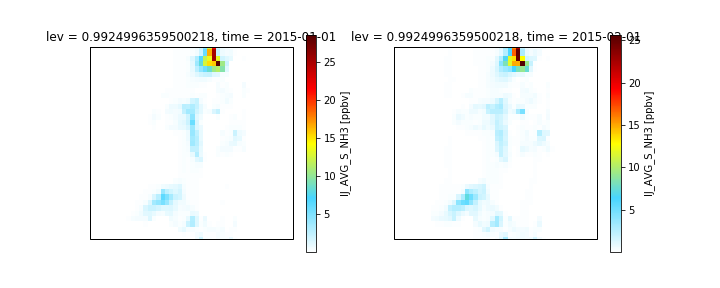 lev = 0.9924996359500218, time = 2015-01-01
25
20
15
10
5
IJ_AVG_S_NH3 [ppbv]
lev = 0.9924996359500218, time = 2015-02-01
25
20
15
10
5
IJ_AVG_S_NH3 [ppbv]